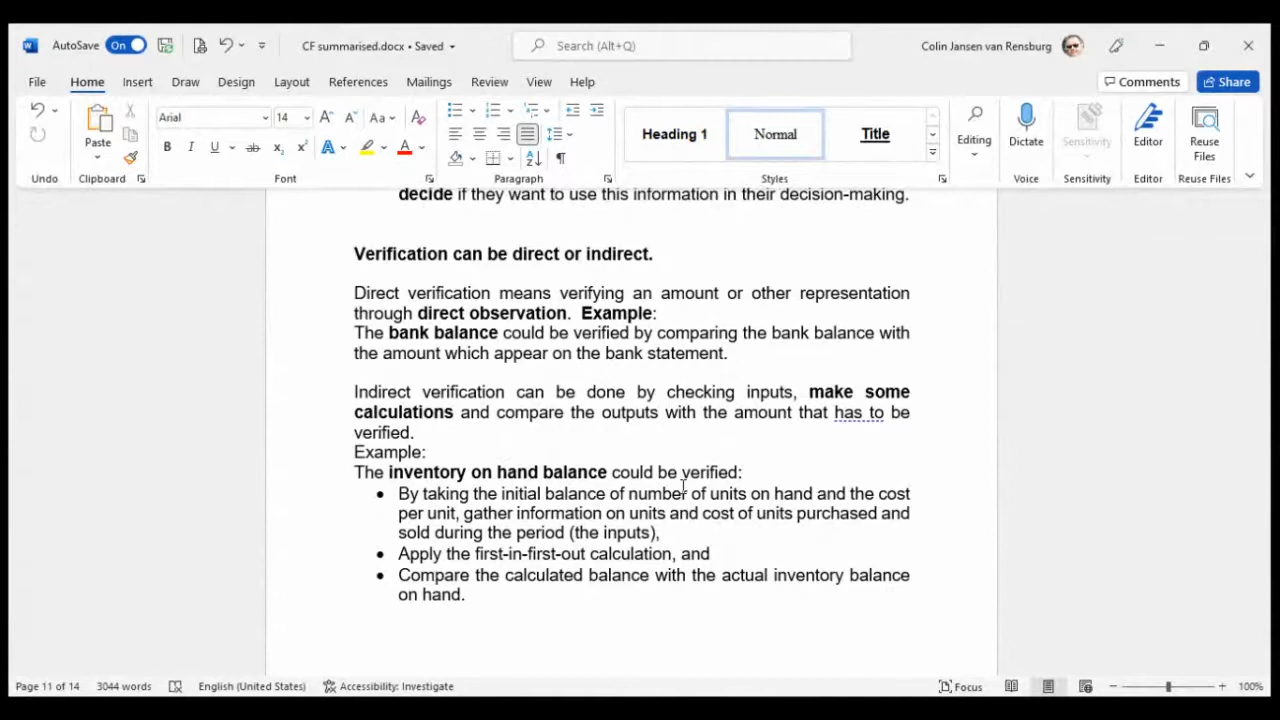 AutoSave On CF summarised.docx • Saved Search (Alt+Q) Colin Jansen van Rensburg
File Home Insert Draw Design Layout References Mailings Review View Help Comments Share
Arial 14 Aa Heading 1 Normal Title
Paste Editing Dictate Sensitivity Editor Reuse Files
B I U ab x₂ x² A A
Undo Clipboard Font Paragraph Styles Voice Sensitivity Editor Reuse Files
decide if they want to use this information in their decision-making.
Verification can be direct or indirect.
Direct verification means verifying an amount or other representation
through direct observation. Example:
The bank balance could be verified by comparing the bank balance with
the amount which appear on the bank statement.
Indirect verification can be done by checking inputs, make some
calculations and compare the outputs with the amount that has to be
verified.
Example:
The inventory on hand balance could be verified:
• By taking the initial balance of number of units on hand and the cost
per unit, gather information on units and cost of units purchased and
sold during the period (the inputs),
• Apply the first-in-first-out calculation, and
• Compare the calculated balance with the actual inventory balance
on hand.
Page 11 of 14 3044 words English (United States) Accessibility: Investigate Focus 100%